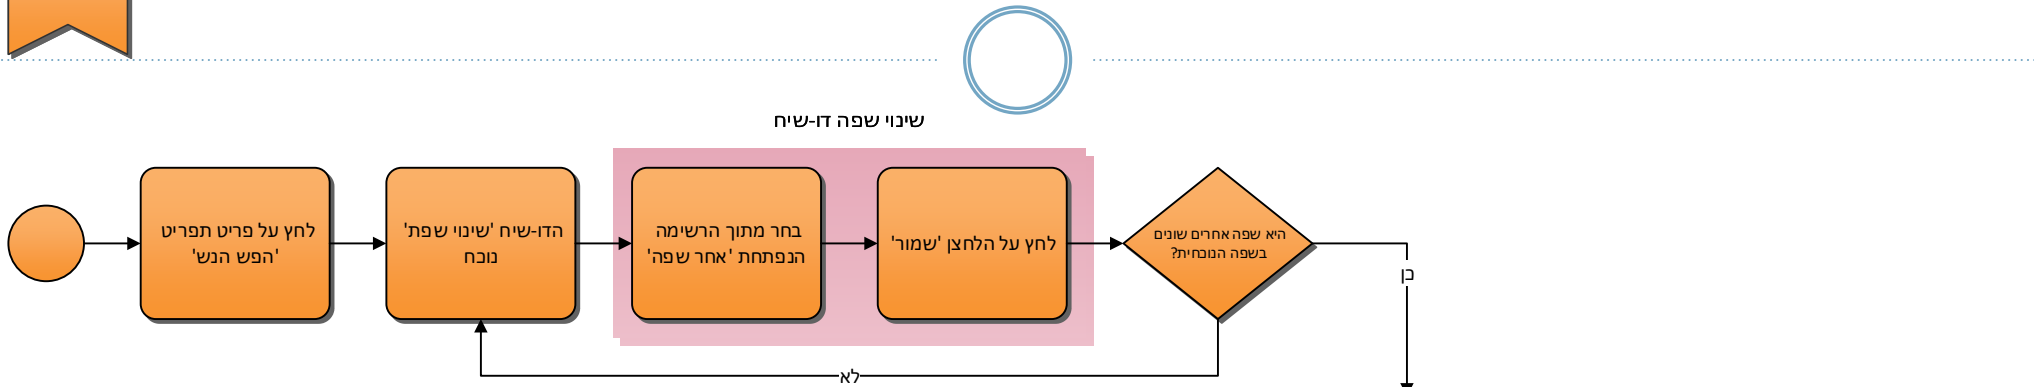 שינוי שפה דו-שיח
לחץ על פריט תפריט
'הפש הנש'
הדו-שיח 'שינוי שפת'
נוכח
בחר מתוך הרשימה
הנפתחת 'אחר שפה'
לחץ על הלחצן 'שמור'
היא שפה אחרים שונים
בשפה הנוכחית?
כן
לא